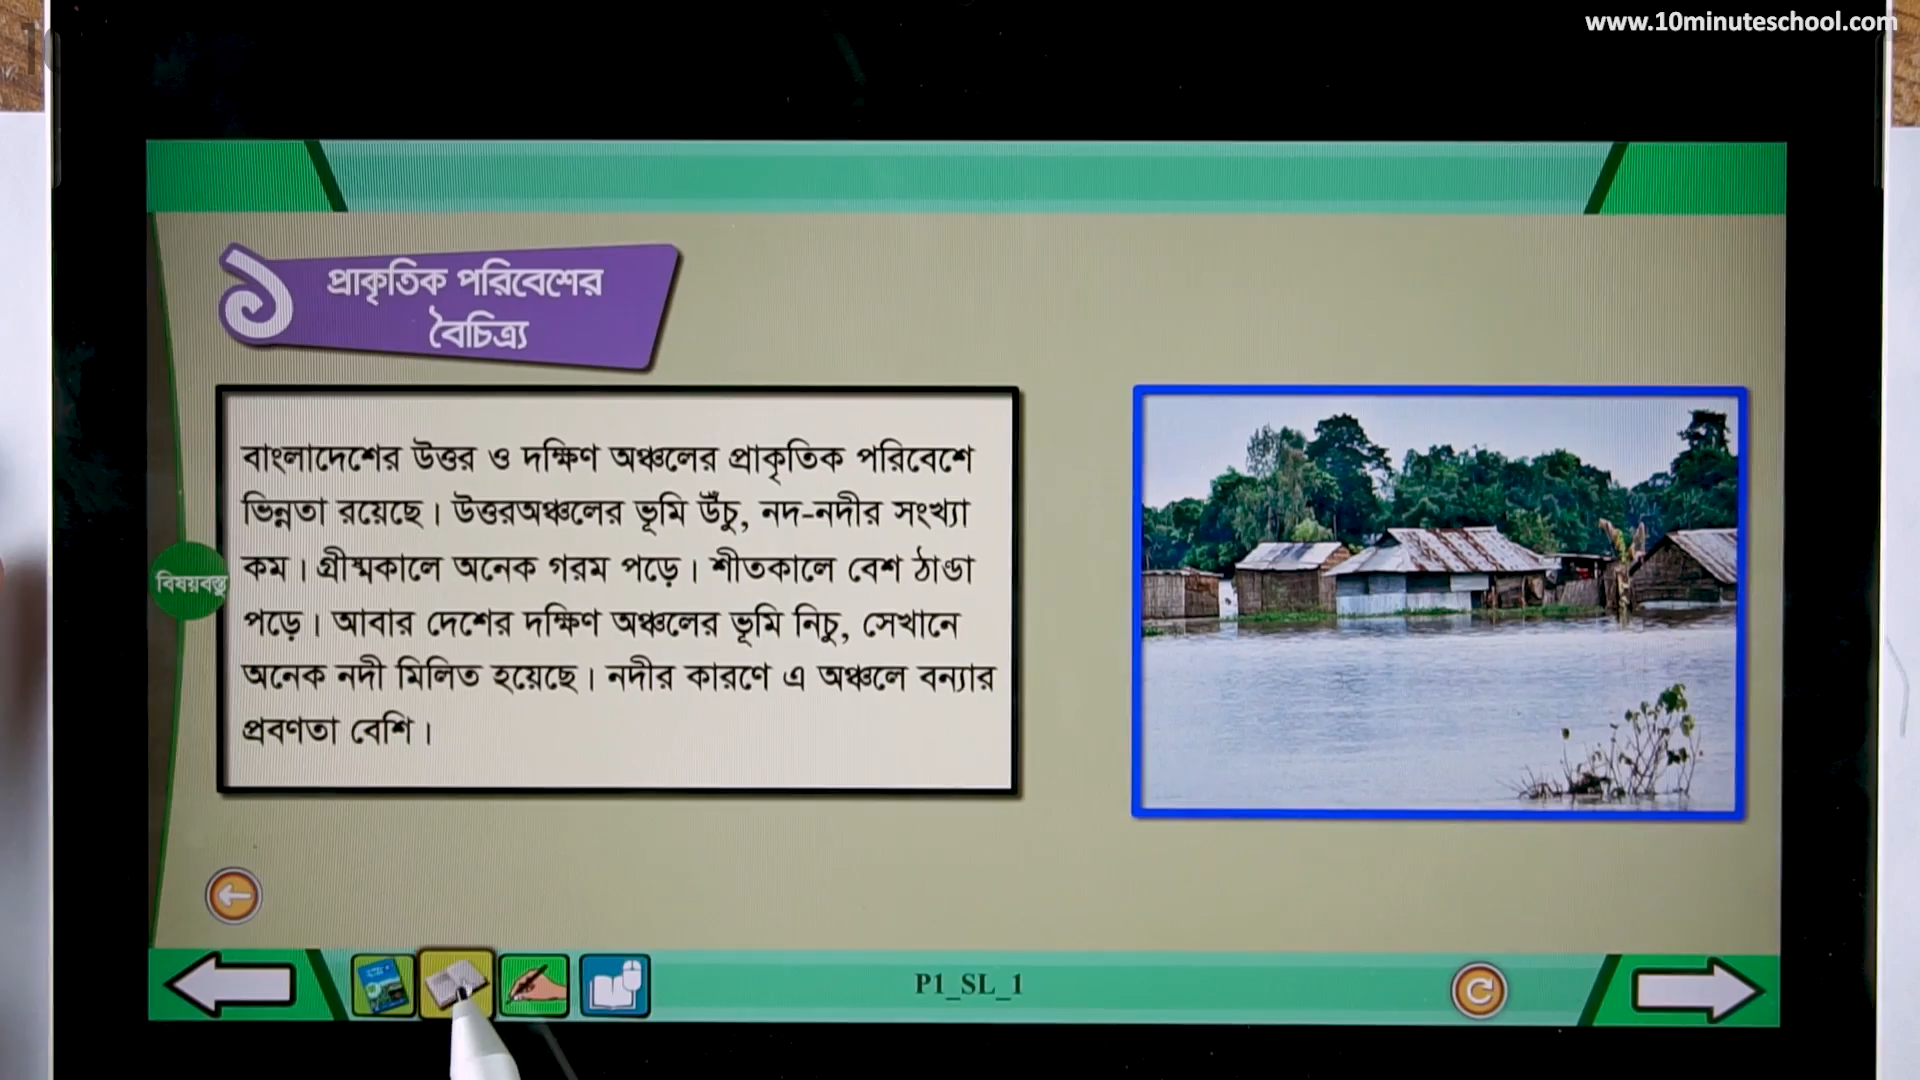 www.10minuteschool.com
১
প্রাকৃতিক পরিবেশের
বৈচিত্র্য
বাংলাদেশের উত্তর ও দক্ষিণ অঞ্চলের প্রাকৃতিক পরিবেশে
ভিন্নতা রয়েছে। উত্তরঅঞ্চলের ভূমি উঁচু, নদ-নদীর সংখ্যা
কম। গ্রীষ্মকালে অনেক গরম পড়ে। শীতকালে বেশ ঠাণ্ডা
পড়ে। আবার দেশের দক্ষিণ অঞ্চলের ভূমি নিচু, সেখানে
অনেক নদী মিলিত হয়েছে। নদীর কারণে এ অঞ্চলে বন্যার
প্রবণতা বেশি।
বিষয়বস্তু
P1_SL_1